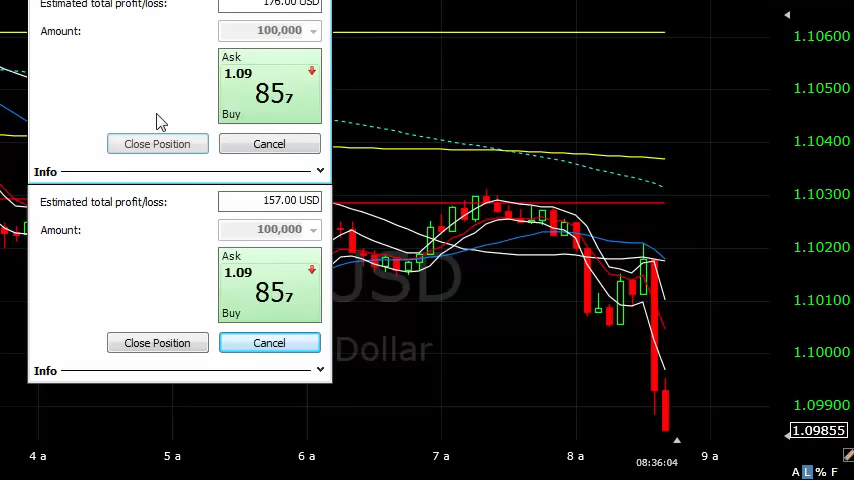 Estimated total profit/loss: 176.00 USD
Amount: 100,000
Ask
1.09
857
Buy
Close Position Cancel
Info
Estimated total profit/loss: 157.00 USD
Amount: 100,000
Ask
1.09
857
Buy
Close Position Cancel
Info
USD
Dollar
1.10600
1.10500
1.10400
1.10300
1.10200
1.10100
1.10000
1.09900
1.09855
4 a 5 a 6 a 7 a 8 a 9 a
08:36:04
A L % F